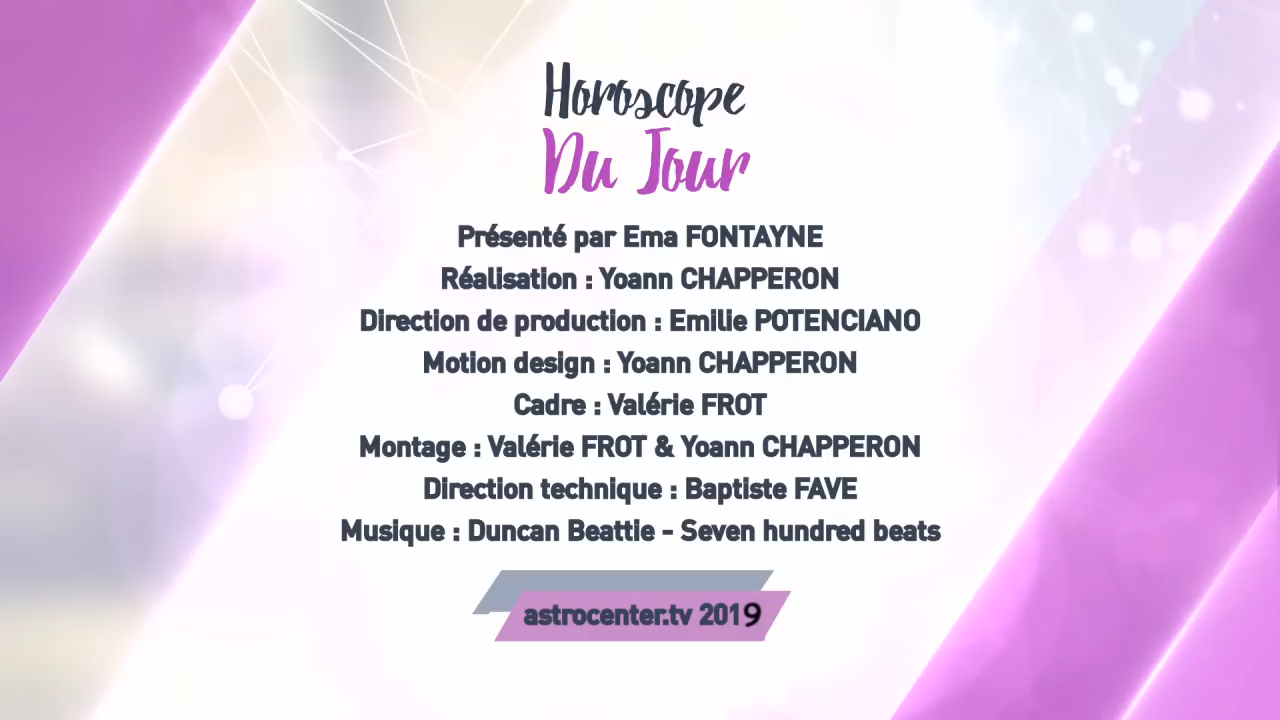 Horoscope
Du Jour
Présenté par Ema FONTAYNE
Réalisation : Yoann CHAPPERON
Direction de production : Emilie POTENCIANO
Motion design : Yoann CHAPPERON
Cadre : Valérie FROT
Montage : Valérie FROT & Yoann CHAPPERON
Direction technique : Baptiste FAVE
Musique : Duncan Beattie - Seven hundred beats
astrocenter.tv 2019